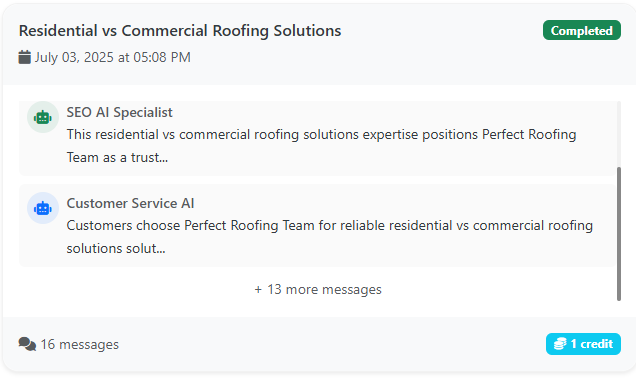 Residential vs Commercial Roofing Solutions
Completed
July 03, 2025 at 05:08 PM
SEO AI Specialist
This residential vs commercial roofing solutions expertise positions Perfect Roofing
Team as a trust...
Customer Service AI
Customers choose Perfect Roofing Team for reliable residential vs commercial roofing
solutions solut...
+ 13 more messages
16 messages
1 credit